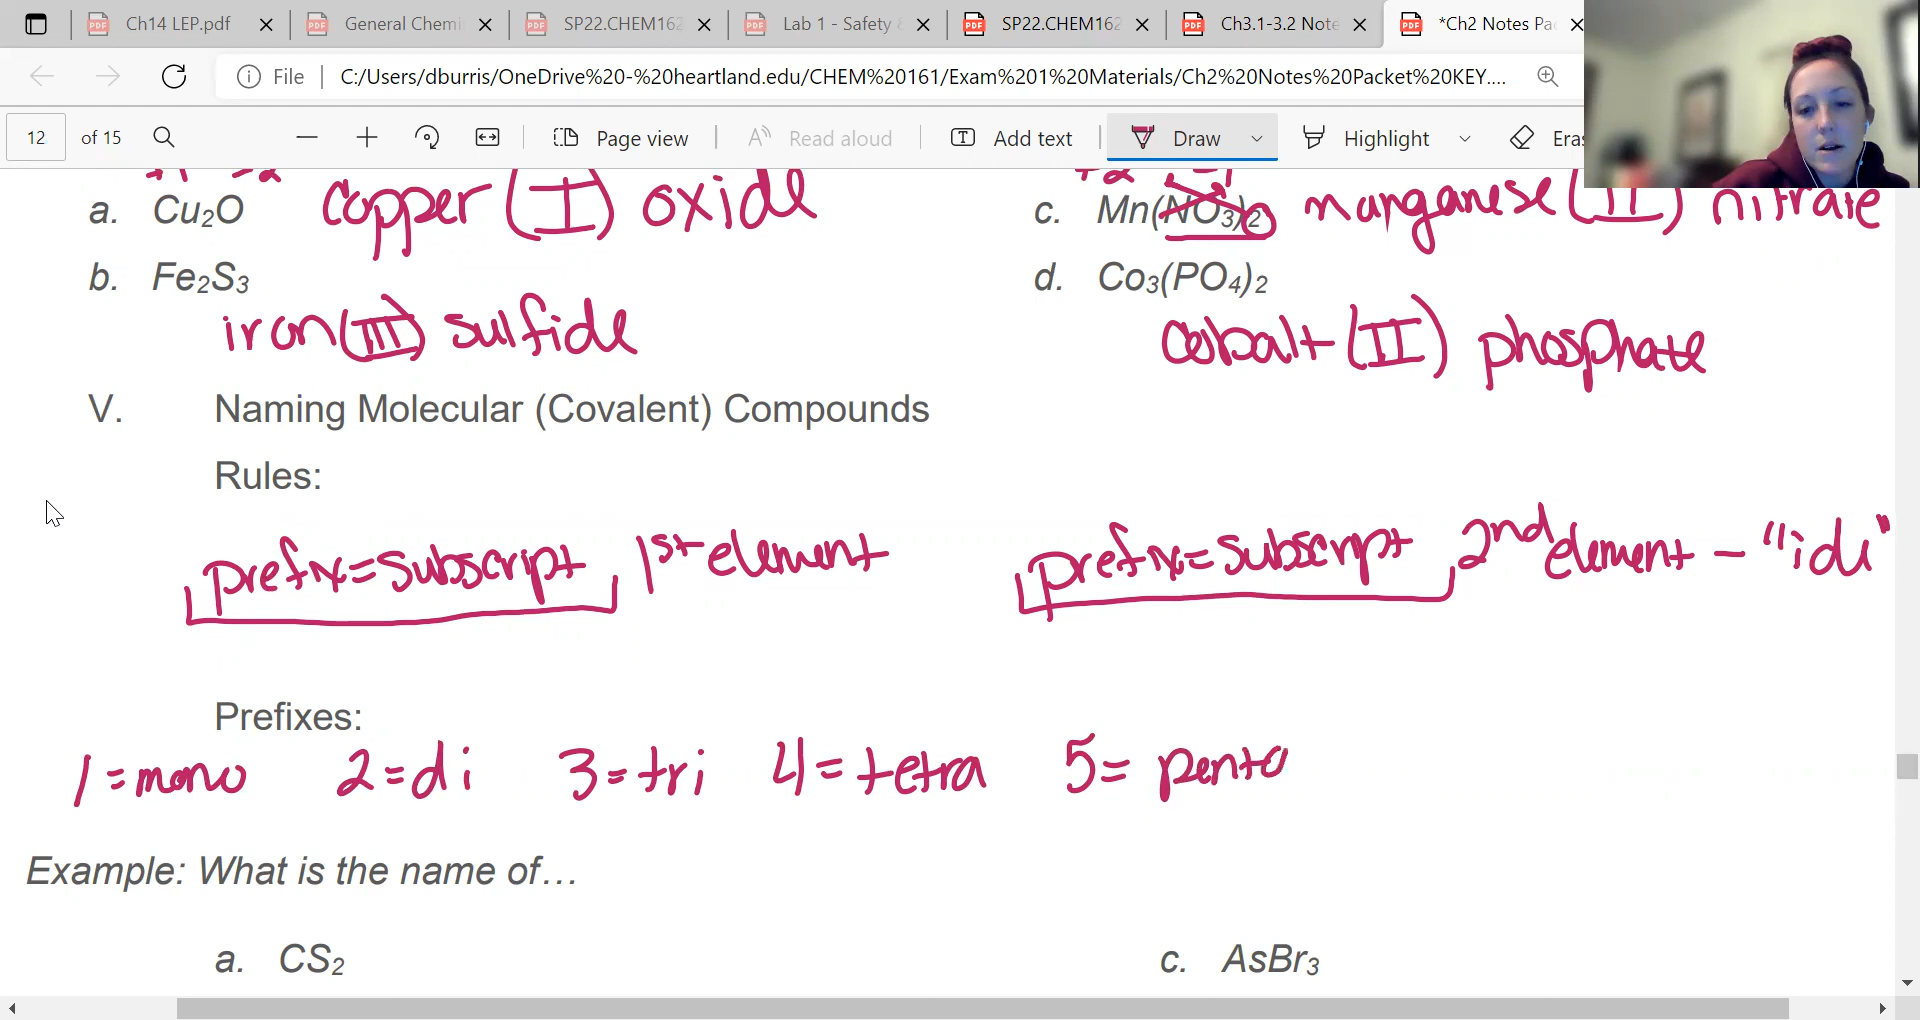 Ch14 LEP.pdf General Chemi SP22.CHEM162 Lab 1 - Safety & SP22.CHEM162 Ch3.1-3.2 Note *Ch2 Notes Pa
File C:/Users/dburris/OneDrive%20-%20heartland.edu/CHEM%20161/Exam%201%20Materials/Ch2%20Notes%20Packet%20KEY....
12 of 15 Page view Read aloud Add text Draw Highlight Eras
+1 -2 +2 -1
a. Cu₂O copper (I) oxide c. Mn(NO₃)₂ manganese (II) nitrate
b. Fe₂S₃ d. Co₃(PO₄)₂
iron (III) sulfide cobalt (II) phosphate
V. Naming Molecular (Covalent) Compounds
Rules:
prefix=subscript 1st element prefix=subscript 2nd element - "ide"
Prefixes:
1=mono 2=di 3=tri 4=tetra 5=penta
Example: What is the name of…
a. CS₂ c. AsBr₃